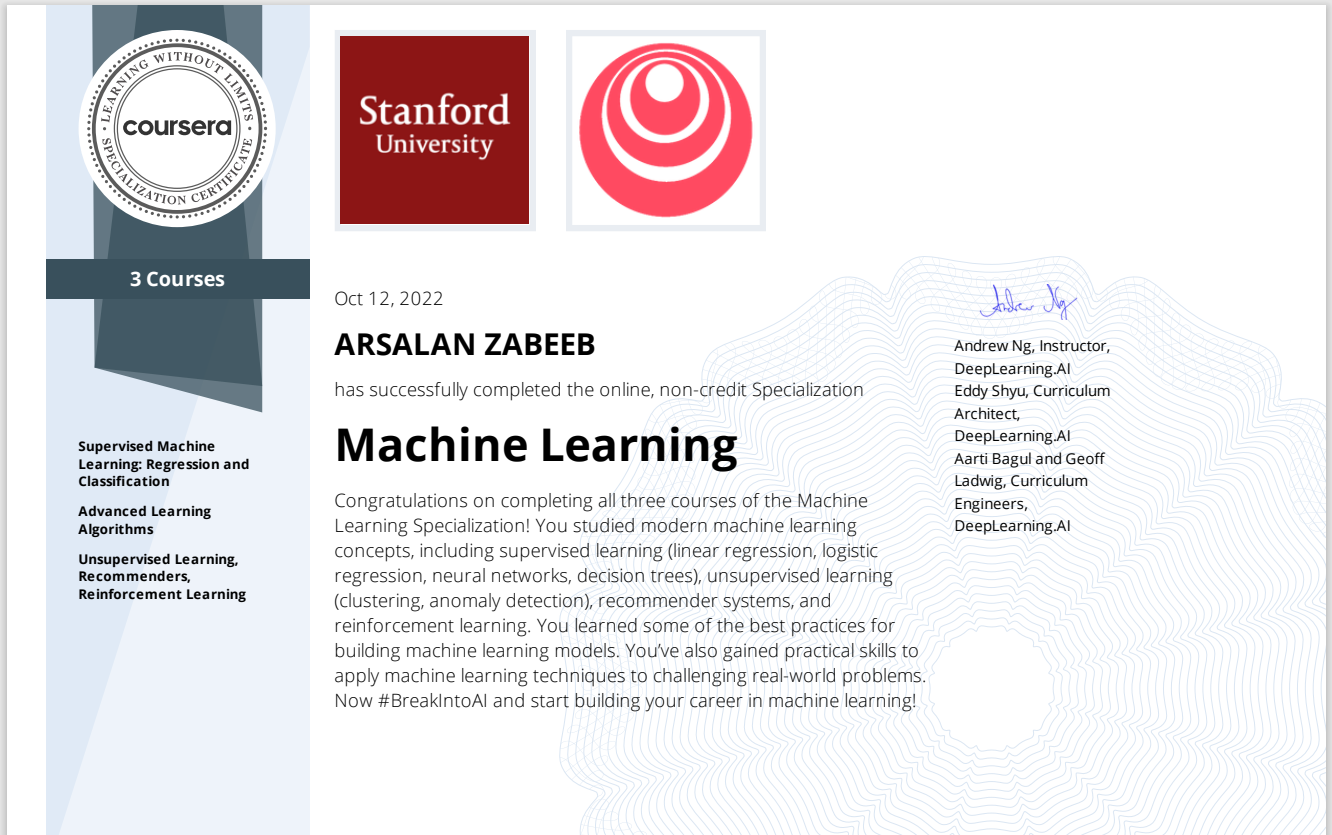 LEARNING WITHOUT LIMITS
coursera
SPECIALIZATION CERTIFICATE
3 Courses
Supervised Machine
Learning: Regression and
Classification
Advanced Learning
Algorithms
Unsupervised Learning,
Recommenders,
Reinforcement Learning
Stanford
University
Oct 12, 2022
ARSALAN ZABEEB
has successfully completed the online, non-credit Specialization
Machine Learning
Congratulations on completing all three courses of the Machine
Learning Specialization! You studied modern machine learning
concepts, including supervised learning (linear regression, logistic
regression, neural networks, decision trees), unsupervised learning
(clustering, anomaly detection), recommender systems, and
reinforcement learning. You learned some of the best practices for
building machine learning models. You’ve also gained practical skills to
apply machine learning techniques to challenging real-world problems.
Now #BreakIntoAI and start building your career in machine learning!
Andrew Ng
Andrew Ng, Instructor,
DeepLearning.AI
Eddy Shyu, Curriculum
Architect,
DeepLearning.AI
Aarti Bagul and Geoff
Ladwig, Curriculum
Engineers,
DeepLearning.AI